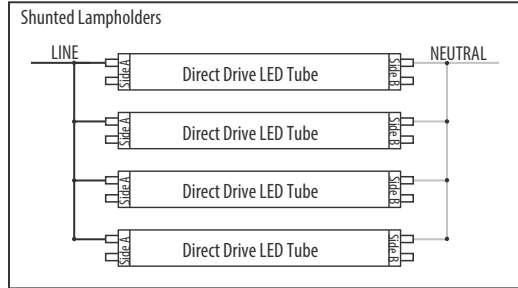 Shunted Lampholders
LINE NEUTRAL
Side A Direct Drive LED Tube Side B
Side A Direct Drive LED Tube Side B
Side A Direct Drive LED Tube Side B
Side A Direct Drive LED Tube Side B